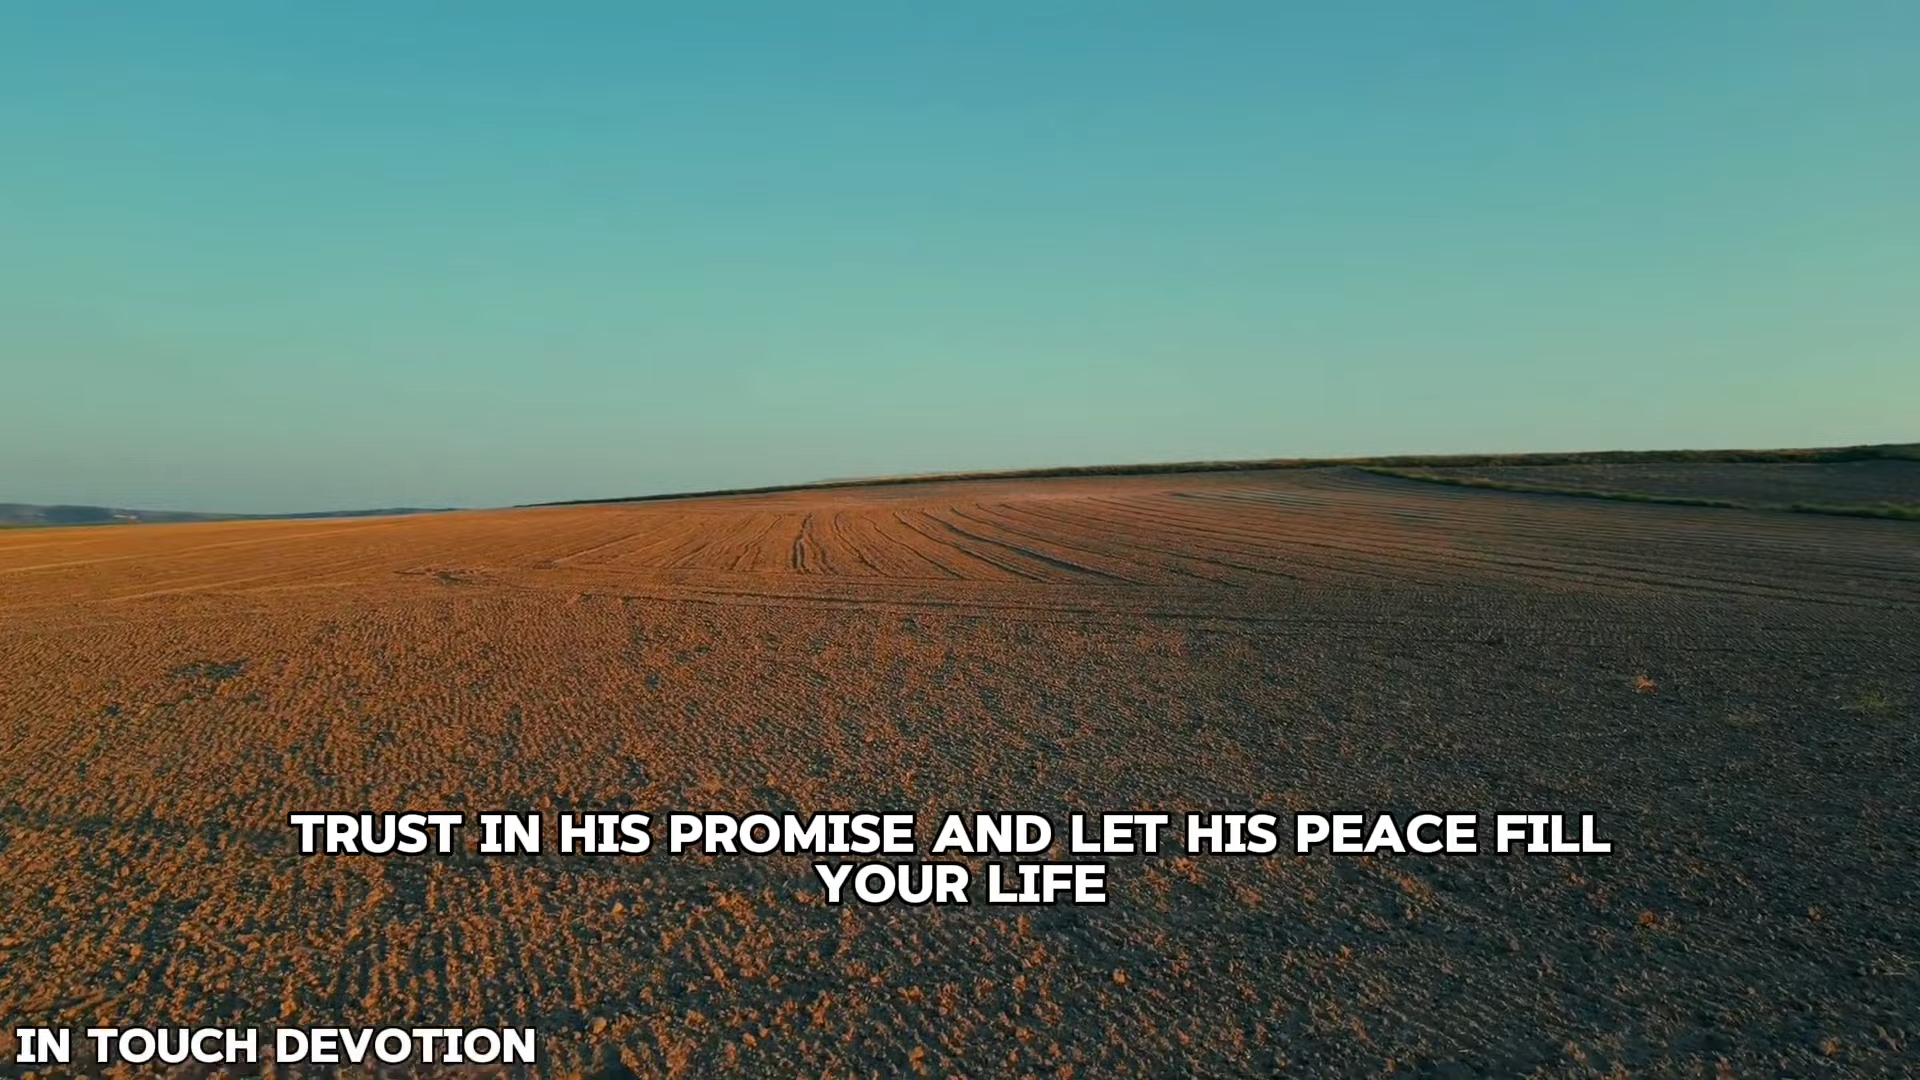 TRUST IN HIS PROMISE AND LET HIS PEACE FILL
YOUR LIFE
IN TOUCH DEVOTION